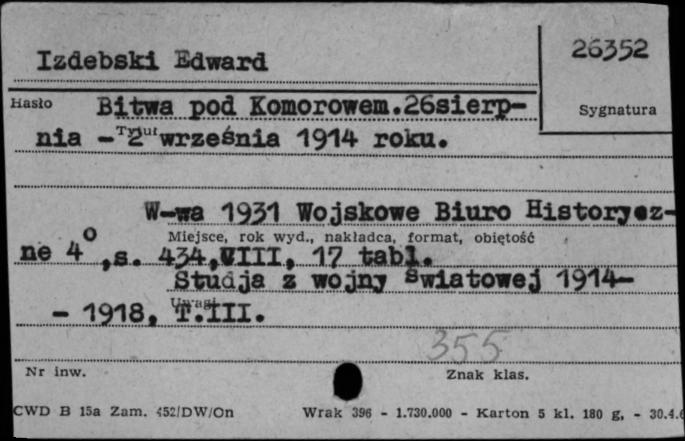 Izdebski Edward
26352
Hasło
Bitwa pod Komorowem.26sierp-
Sygnatura
Tytuł
nia - 2 września 1914 roku.
W-wa 1931 Wojskowe Biuro Historycz-
Miejsce, rok wyd., nakładca, format, objętość
ne 4º,s. 434,VIII, 17 tabl.
Studja z wojny światowej 1914-
Uwagi
- 1918, T.III.
355
Nr inw.
Znak klas.
CWD B 15a Zam. 452/DW/On
Wrak 396 - 1.730.000 - Karton 5 kl. 180 g. - 30.4.